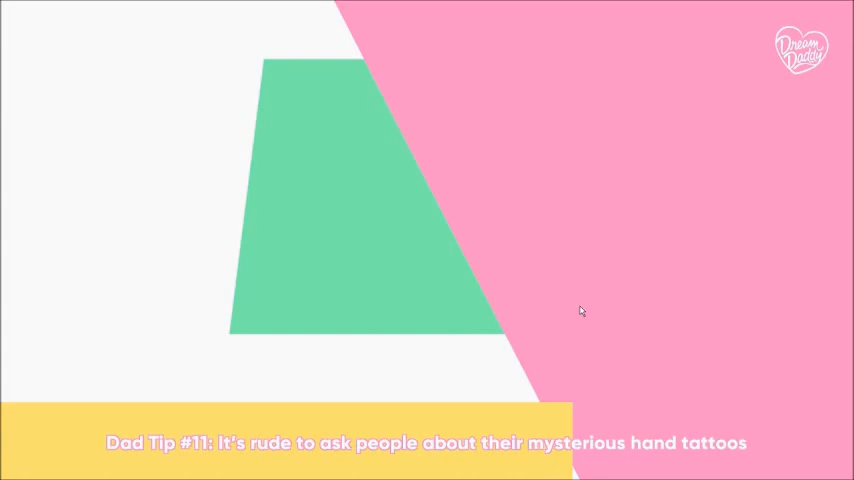 Dream
Daddy
Dad Tip #11: It's rude to ask people about their mysterious hand tattoos